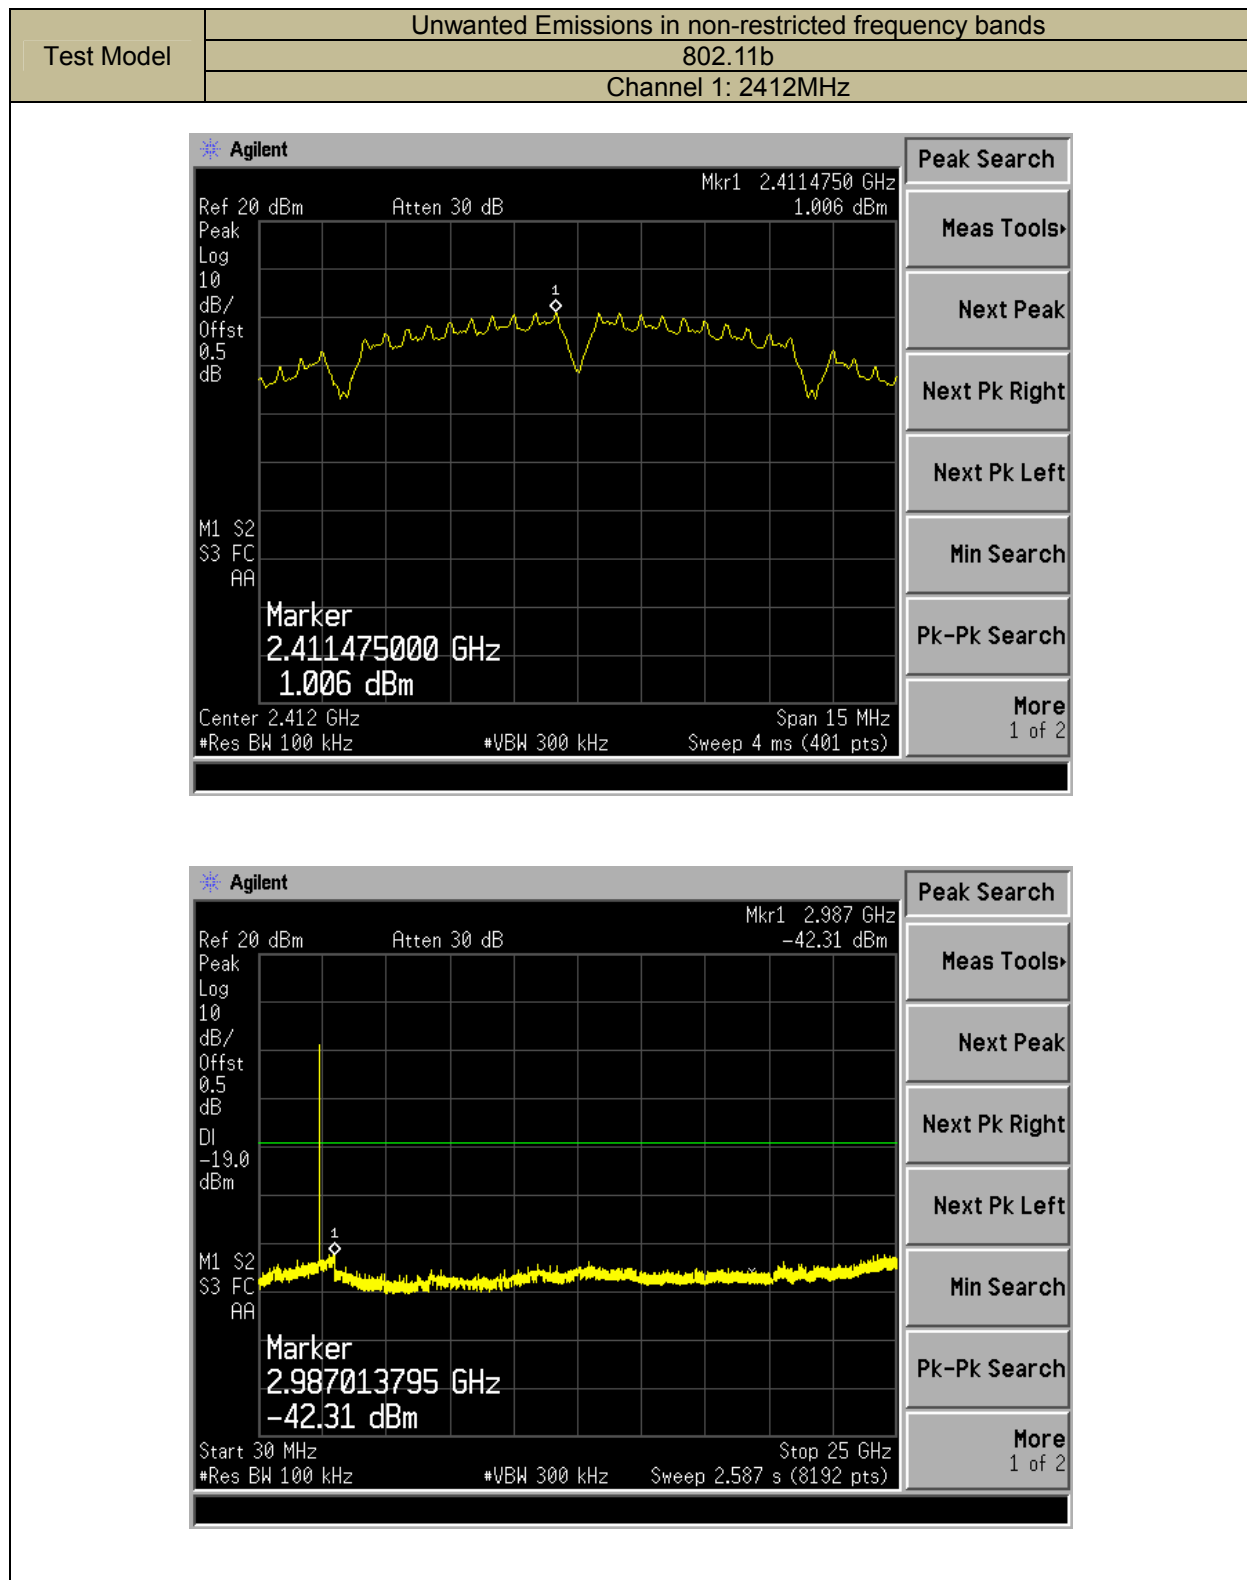 Test Model
Unwanted Emissions in non-restricted frequency bands
802.11b
Channel 1: 2412MHz
Agilent
Peak Search
Mkr1 2.4114750 GHz
Ref 20 dBm Atten 30 dB 1.006 dBm
Peak
Log
10
dB/
Offst
0.5
dB
1
M1 S2
S3 FC
AA
Marker
2.411475000 GHz
1.006 dBm
Center 2.412 GHz Span 15 MHz
#Res BW 100 kHz #VBW 300 kHz Sweep 4 ms (401 pts)
Meas Tools
Next Peak
Next Pk Right
Next Pk Left
Min Search
Pk-Pk Search
More
1 of 2
Agilent
Peak Search
Mkr1 2.987 GHz
Ref 20 dBm Atten 30 dB -42.31 dBm
Peak
Log
10
dB/
Offst
0.5
dB
DI
-19.0
dBm
1
M1 S2
S3 FC
AA
Marker
2.987013795 GHz
-42.31 dBm
Start 30 MHz Stop 25 GHz
#Res BW 100 kHz #VBW 300 kHz Sweep 2.587 s (8192 pts)
Meas Tools
Next Peak
Next Pk Right
Next Pk Left
Min Search
Pk-Pk Search
More
1 of 2